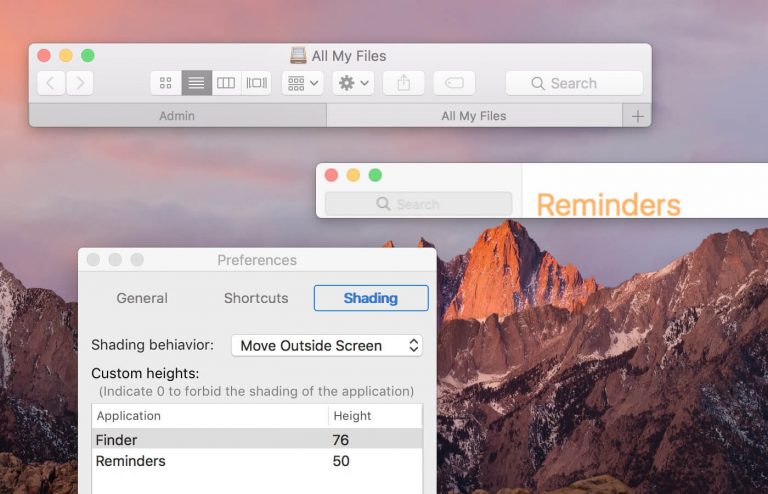 All My Files
Search
Admin
All My Files
Search
Reminders
Preferences
General Shortcuts Shading
Shading behavior: Move Outside Screen
Custom heights:
(Indicate 0 to forbid the shading of the application)
Application Height
Finder 76
Reminders 50